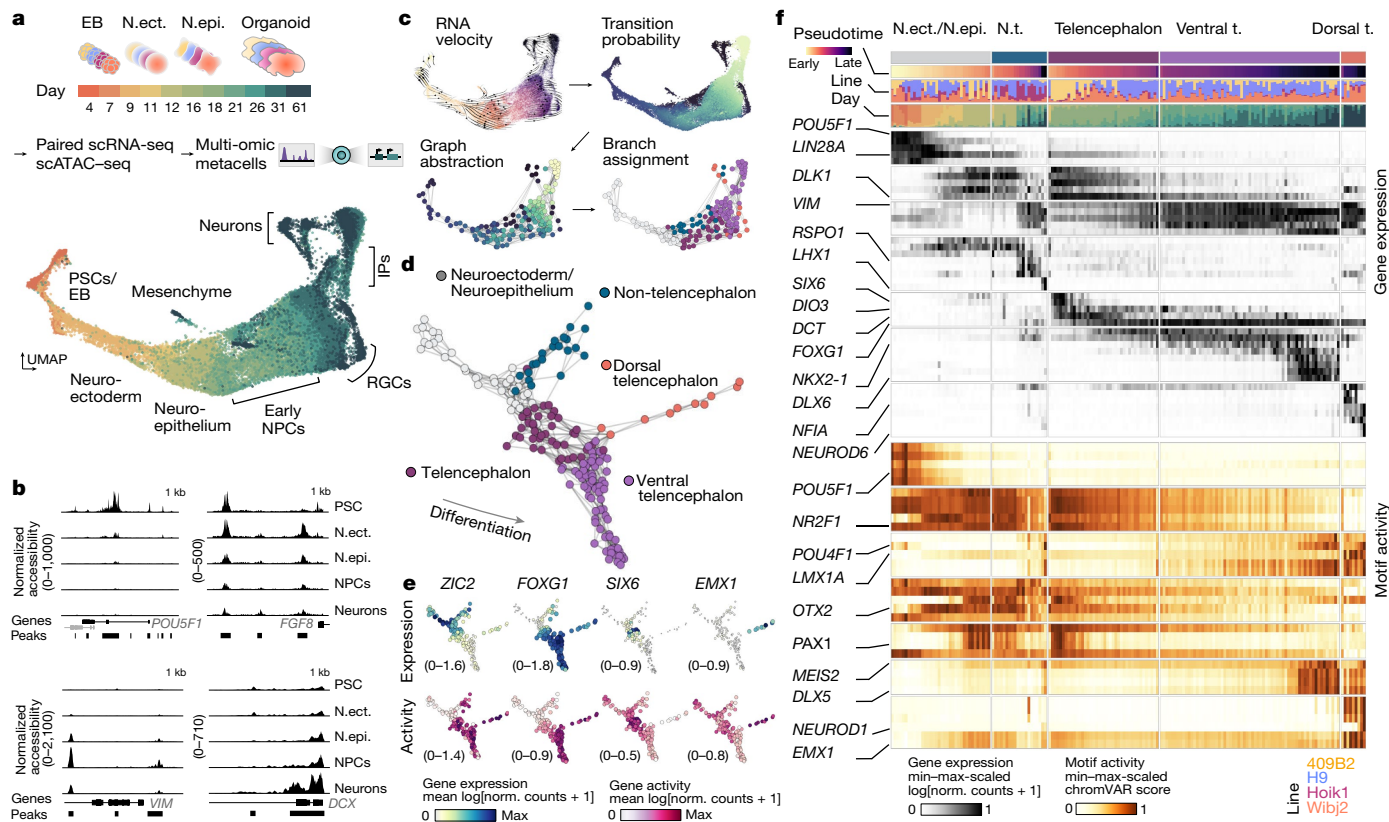 a
EB
N.ect.
N.epi.
Organoid
Day
4 7 9 11 12 16 18 21 26 31 61
Paired scRNA-seq
scATAC–seq
Multi-omic
metacells
Neurons
IPs
PSCs/
EB
Mesenchyme
UMAP
RGCs
Neuro-
ectoderm
Neuro-
epithelium
Early
NPCs
b
1 kb
1 kb
PSC
N.ect.
N.epi.
NPCs
Neurons
Normalized
accessibility
(0–1,000)
(0–500)
Genes
POU5F1
FGF8
Peaks
1 kb
1 kb
PSC
N.ect.
N.epi.
NPCs
Neurons
Normalized
accessibility
(0–2,100)
(0–710)
Genes
VIM
DCX
Peaks
c
RNA
velocity
Transition
probability
Graph
abstraction
Branch
assignment
d
Neuroectoderm/
Neuroepithelium
Non-telencephalon
Dorsal
telencephalon
Telencephalon
Ventral
telencephalon
Differentiation
e
ZIC2
FOXG1
SIX6
EMX1
Expression
(0–1.6)
(0–1.8)
(0–0.9)
(0–0.9)
Activity
(0–1.4)
(0–0.9)
(0–0.5)
(0–0.8)
Gene expression
mean log[norm. counts + 1]
0 Max
Gene activity
mean log[norm. counts + 1]
0 Max
f
N.ect./N.epi.
N.t.
Telencephalon
Ventral t.
Dorsal t.
Pseudotime
Early Late
Line
Day
POU5F1
LIN28A
DLK1
VIM
RSPO1
LHX1
SIX6
DIO3
DCT
FOXG1
NKX2-1
DLX6
NFIA
NEUROD6
Gene expression
POU5F1
NR2F1
POU4F1
LMX1A
OTX2
PAX1
MEIS2
DLX5
NEUROD1
EMX1
Motif activity
Gene expression
min–max-scaled
log[norm. counts + 1]
0 1
Motif activity
min–max-scaled
chromVAR score
0 1
Line
409B2
H9
Hoik1
Wibj2